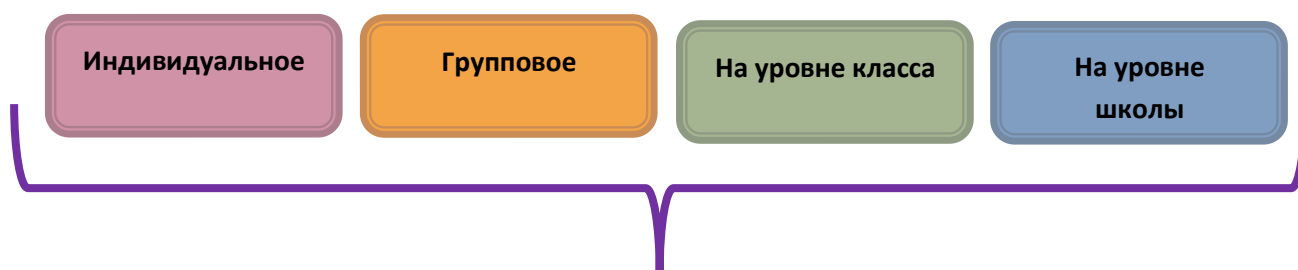 Индивидуальное
Групповое
На уровне класса
На уровне
школы